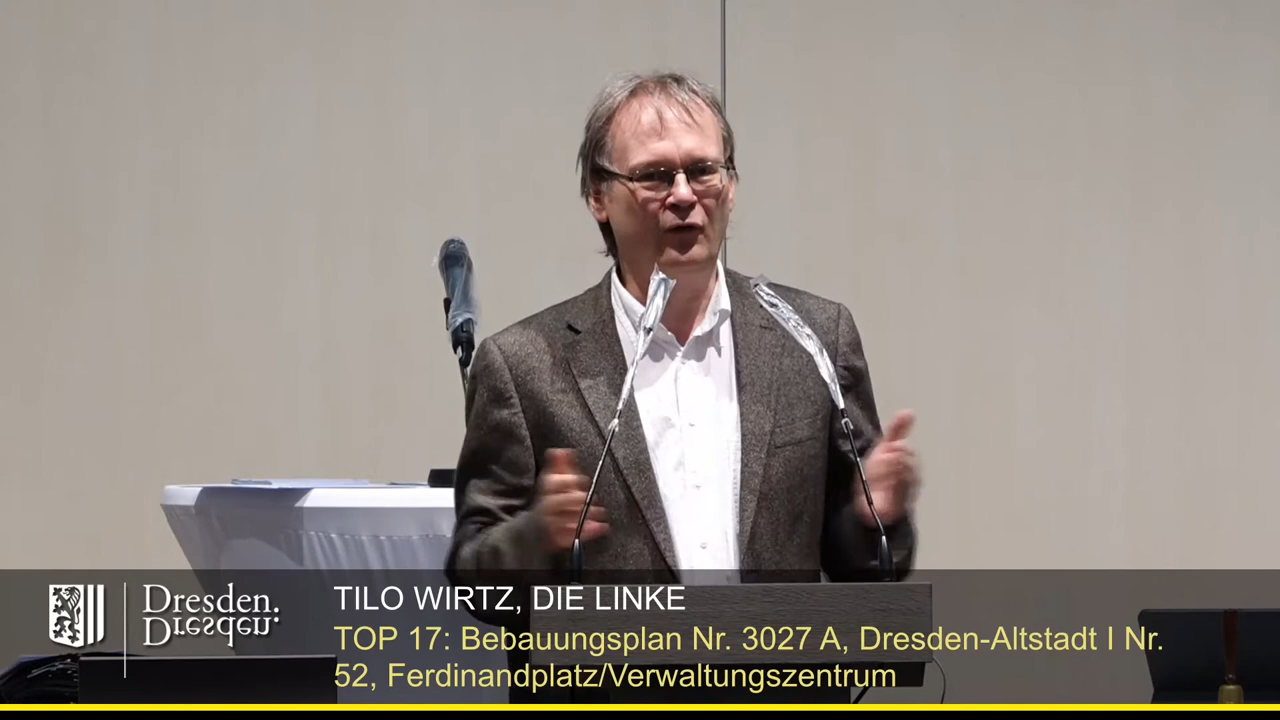 Dresden.
Dresden.
TILO WIRTZ, DIE LINKE
TOP 17: Bebauungsplan Nr. 3027 A, Dresden-Altstadt I Nr.
52, Ferdinandplatz/Verwaltungszentrum